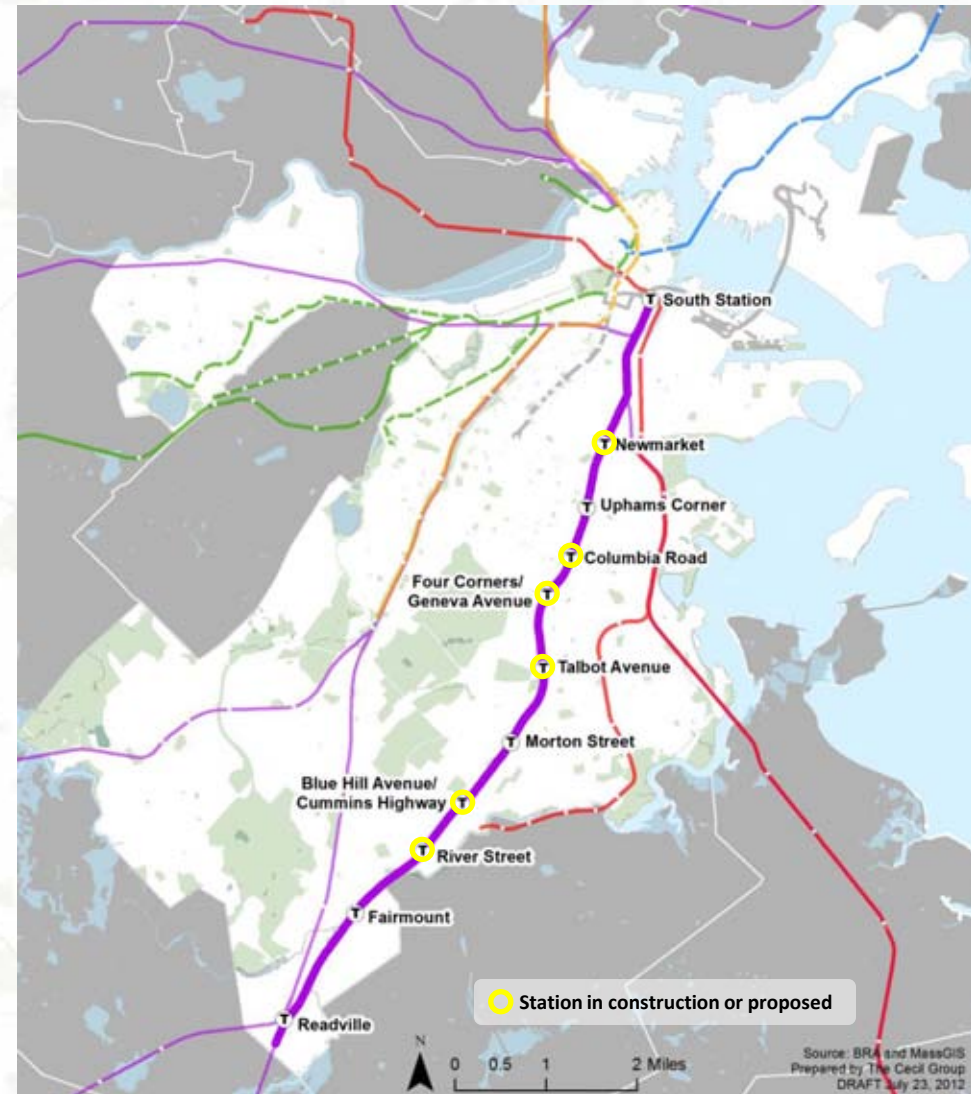 T South Station
T Newmarket
T Uphams Corner
T Columbia Road
Four Corners/
Geneva Avenue T
T Talbot Avenue
T Morton Street
Blue Hill Avenue/
Cummins Highway T
T River Street
T Fairmount
Station in construction or proposed
T Readville
N
0 0.5 1 2 Miles
Source: BRA and MassGIS
Prepared by The Cecil Group
DRAFT July 23, 2012